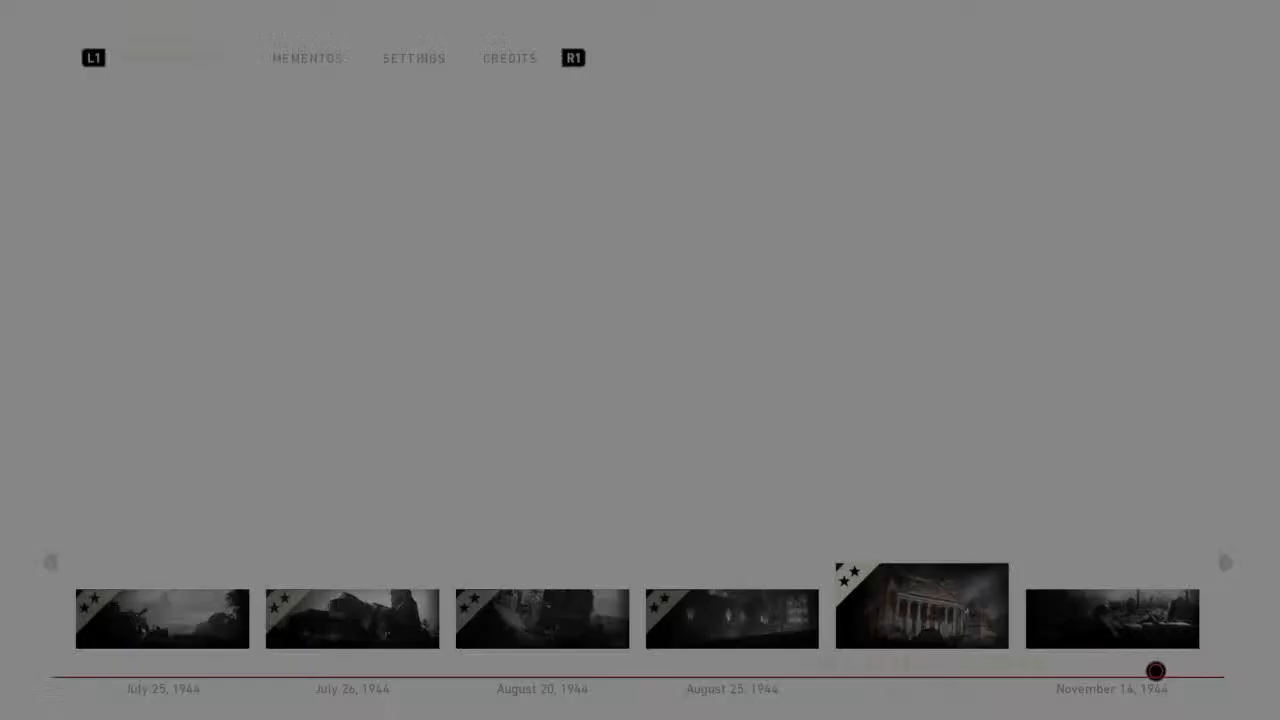 L1 MEMENTOS SETTINGS CREDITS R1
July 25, 1944 July 26, 1944 August 20, 1944 August 25, 1944 November 14, 1944